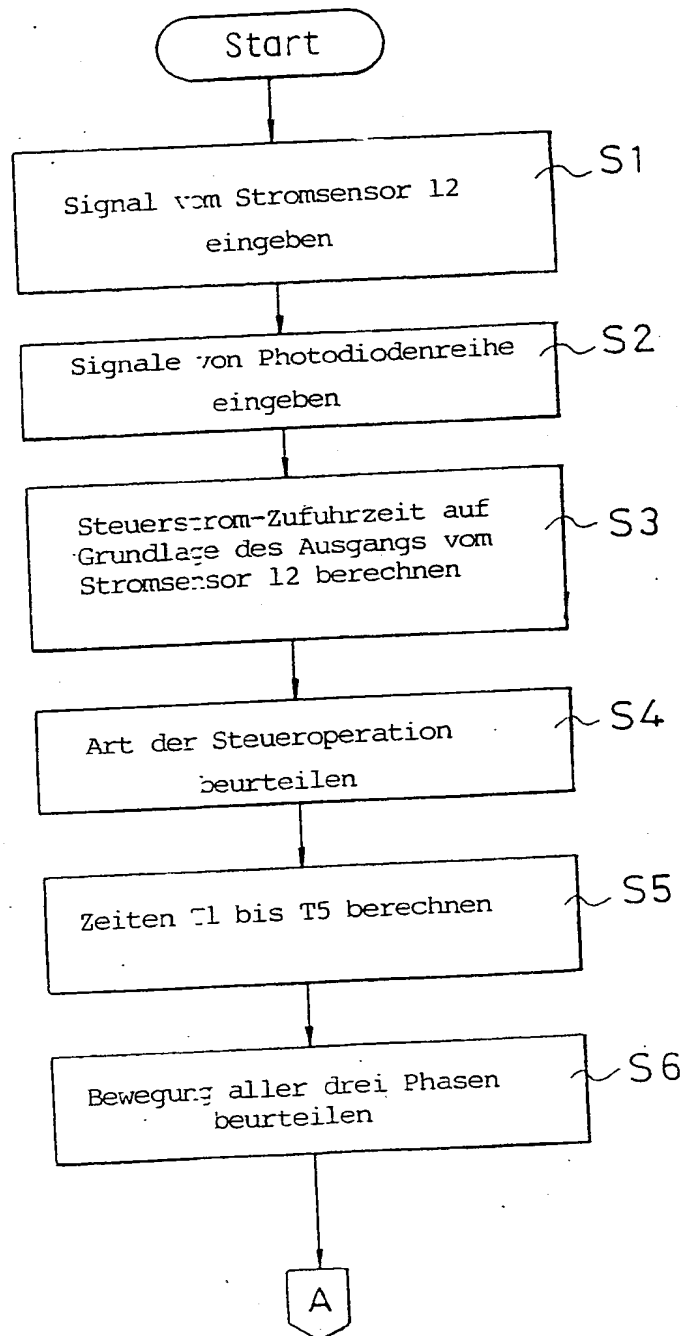 Start
S1
Signal vom Stromsensor 12
eingeben
S2
Signale von Photodiodenreihe
eingeben
S3
Steuerstrom-Zufuhrzeit auf
Grundlage des Ausgangs vom
Stromsensor 12 berechnen
S4
Art der Steueroperation
beurteilen
S5
Zeiten T1 bis T5 berechnen
S6
Bewegung aller drei Phasen
beurteilen
A